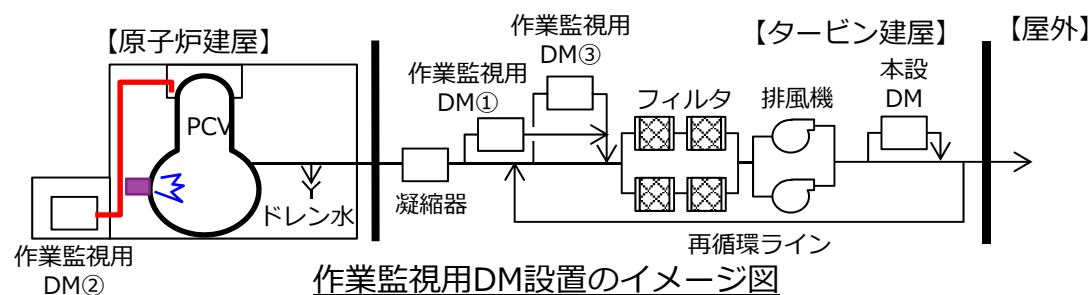 【原子炉建屋】
作業監視用
DM③
【タービン建屋】
【屋外】
作業監視用
DM①
フィルタ
排風機
本設
DM
PCV
ドレン水
凝縮器
再循環ライン
作業監視用
DM②
作業監視用DM設置のイメージ図